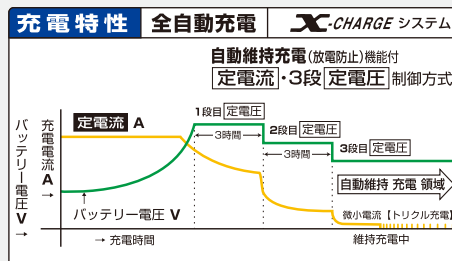 充電特性 全自動充電 X-CHARGE システム
自動維持充電(放電防止)機能付
定電流・3段定電圧制御方式
定電流 A
1段目定電圧
3時間
2段目定電圧
3時間
3段目定電圧
自動維持 充電 領域
バッテリー電圧 V
微小電流【トリクル充電】
→ 充電時間
維持充電中
充電電流 A →
バッテリー電圧 V →